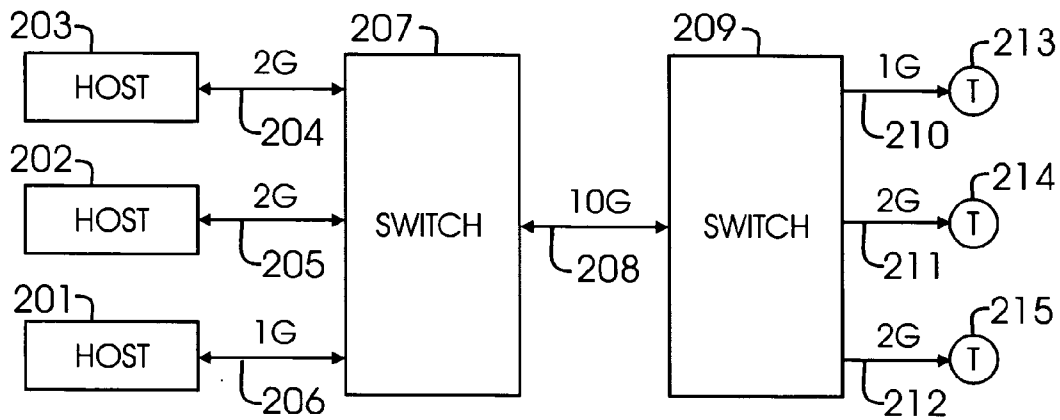 203
207
209
213
HOST
2G
1G
T
204
210
202
214
HOST
2G
SWITCH
10G
SWITCH
2G
T
205
208
211
201
215
HOST
1G
2G
T
206
212